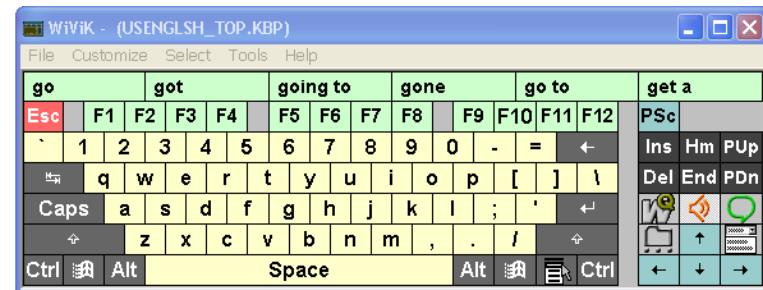 WiViK - (USENGLSH_TOP.KBP)
File Customize Select Tools Help
go got going to gone go to get a
Esc F1 F2 F3 F4 F5 F6 F7 F8 F9 F10 F11 F12 PSc
` 1 2 3 4 5 6 7 8 9 0 - = ← Ins Hm PUp
q w e r t y u i o p [ ] \ Del End PDn
Caps a s d f g h j k l ; ' W
z x c v b n m , . / ↑
Ctrl Alt Space Alt Ctrl ← ↓ →